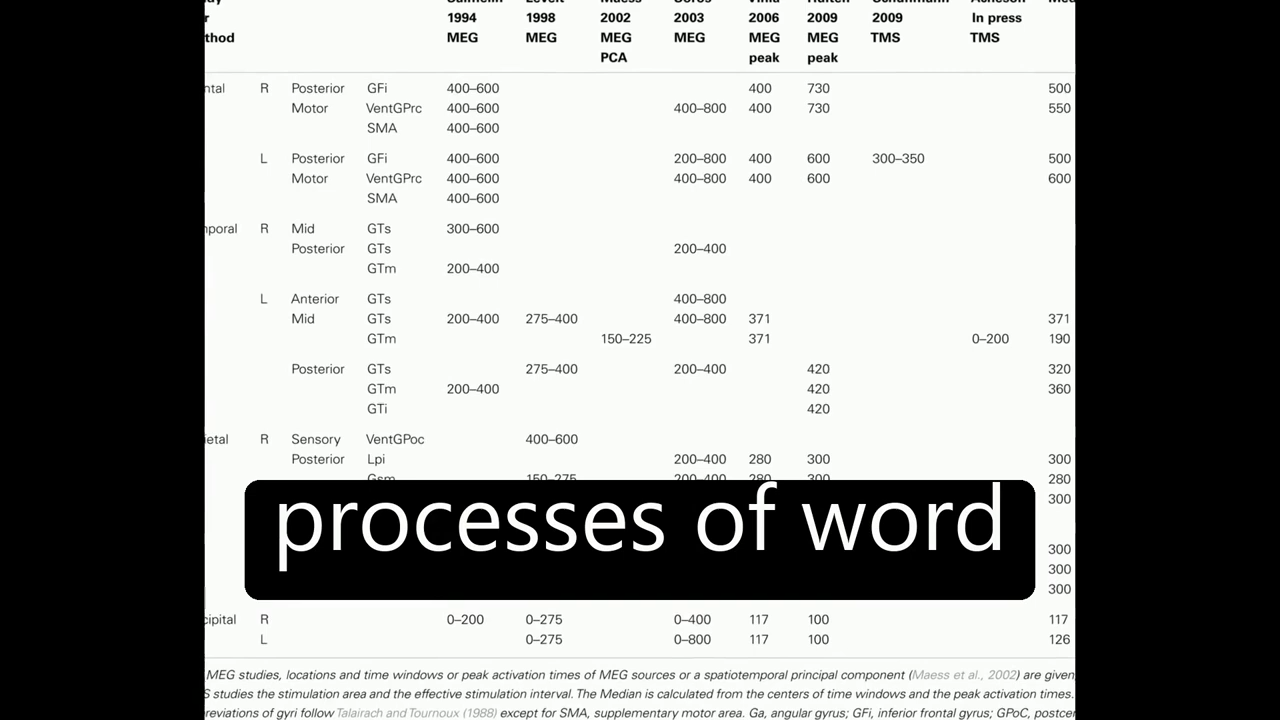 1994 1998 2002 2003 2006 2009 2009 In press
MEG MEG MEG MEG MEG MEG TMS TMS
PCA peak peak
R Posterior GFi 400–600 400 730 500
Motor VentGPrc 400–600 400–800 400 730 550
SMA 400–600
L Posterior GFi 400–600 200–800 400 600 300–350 500
Motor VentGPrc 400–600 400–800 400 600 600
SMA 400–600
R Mid GTs 300–600
Posterior GTs 200–400
GTm 200–400
L Anterior GTs 400–800
Mid GTs 200–400 275–400 400–800 371 371
GTm 150–225 371 0–200 190
Posterior GTs 275–400 200–400 420 320
GTm 200–400 420 360
GTi 420
R Sensory VentGPoc 400–600
Posterior Lpi 200–400 280 300 300
Gsm 150–275 200–400 280 300 280
300
processes of word
300
300
300
R 0–200 0–275 0–400 117 100 117
L 0–275 0–800 117 100 126
MEG studies, locations and time windows or peak activation times of MEG sources or a spatiotemporal principal component (Maess et al., 2002) are given,
studies the stimulation area and the effective stimulation interval. The Median is calculated from the centers of time windows and the peak activation times.
of gyri follow Talairach and Tournoux (1988) except for SMA, supplementary motor area. Ga, angular gyrus; GFi, inferior frontal gyrus; GPoC,